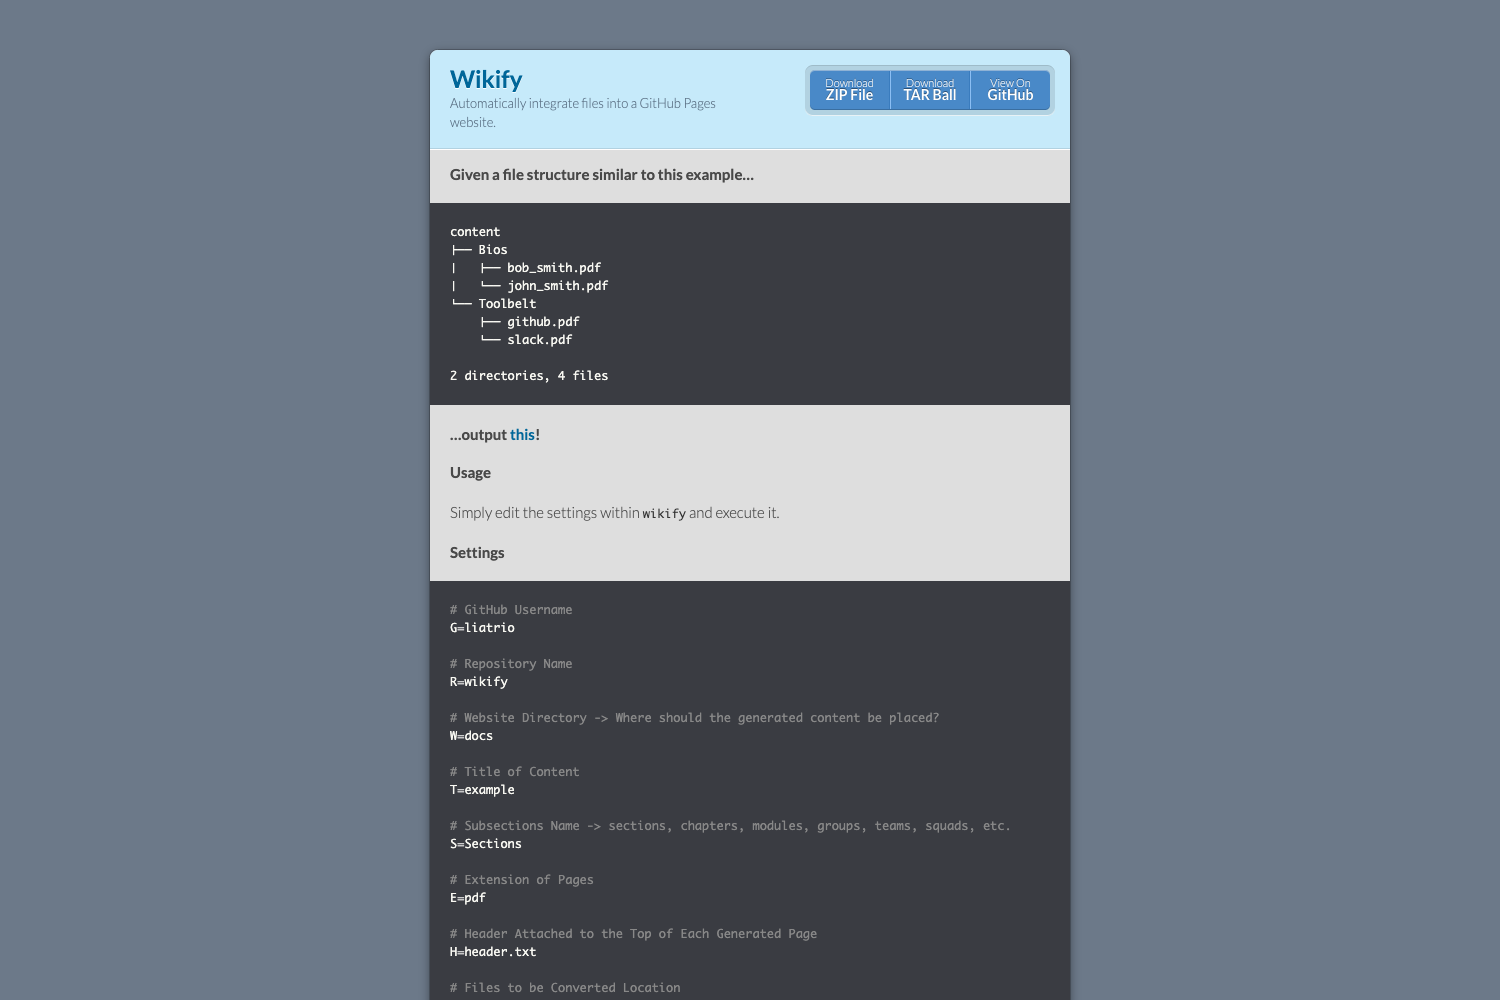 Wikify
Automatically integrate files into a GitHub Pages
website.
Download
ZIP File
Download
TAR Ball
View On
GitHub
Given a file structure similar to this example...
content
├── Bios
|   ├── bob_smith.pdf
|   └── john_smith.pdf
└── Toolbelt
    ├── github.pdf
    └── slack.pdf
2 directories, 4 files
...output this!
Usage
Simply edit the settings within wikify and execute it.
Settings
# GitHub Username
G=liatrio
# Repository Name
R=wikify
# Website Directory -> Where should the generated content be placed?
W=docs
# Title of Content
T=example
# Subsections Name -> sections, chapters, modules, groups, teams, squads, etc.
S=Sections
# Extension of Pages
E=pdf
# Header Attached to the Top of Each Generated Page
H=header.txt
# Files to be Converted Location